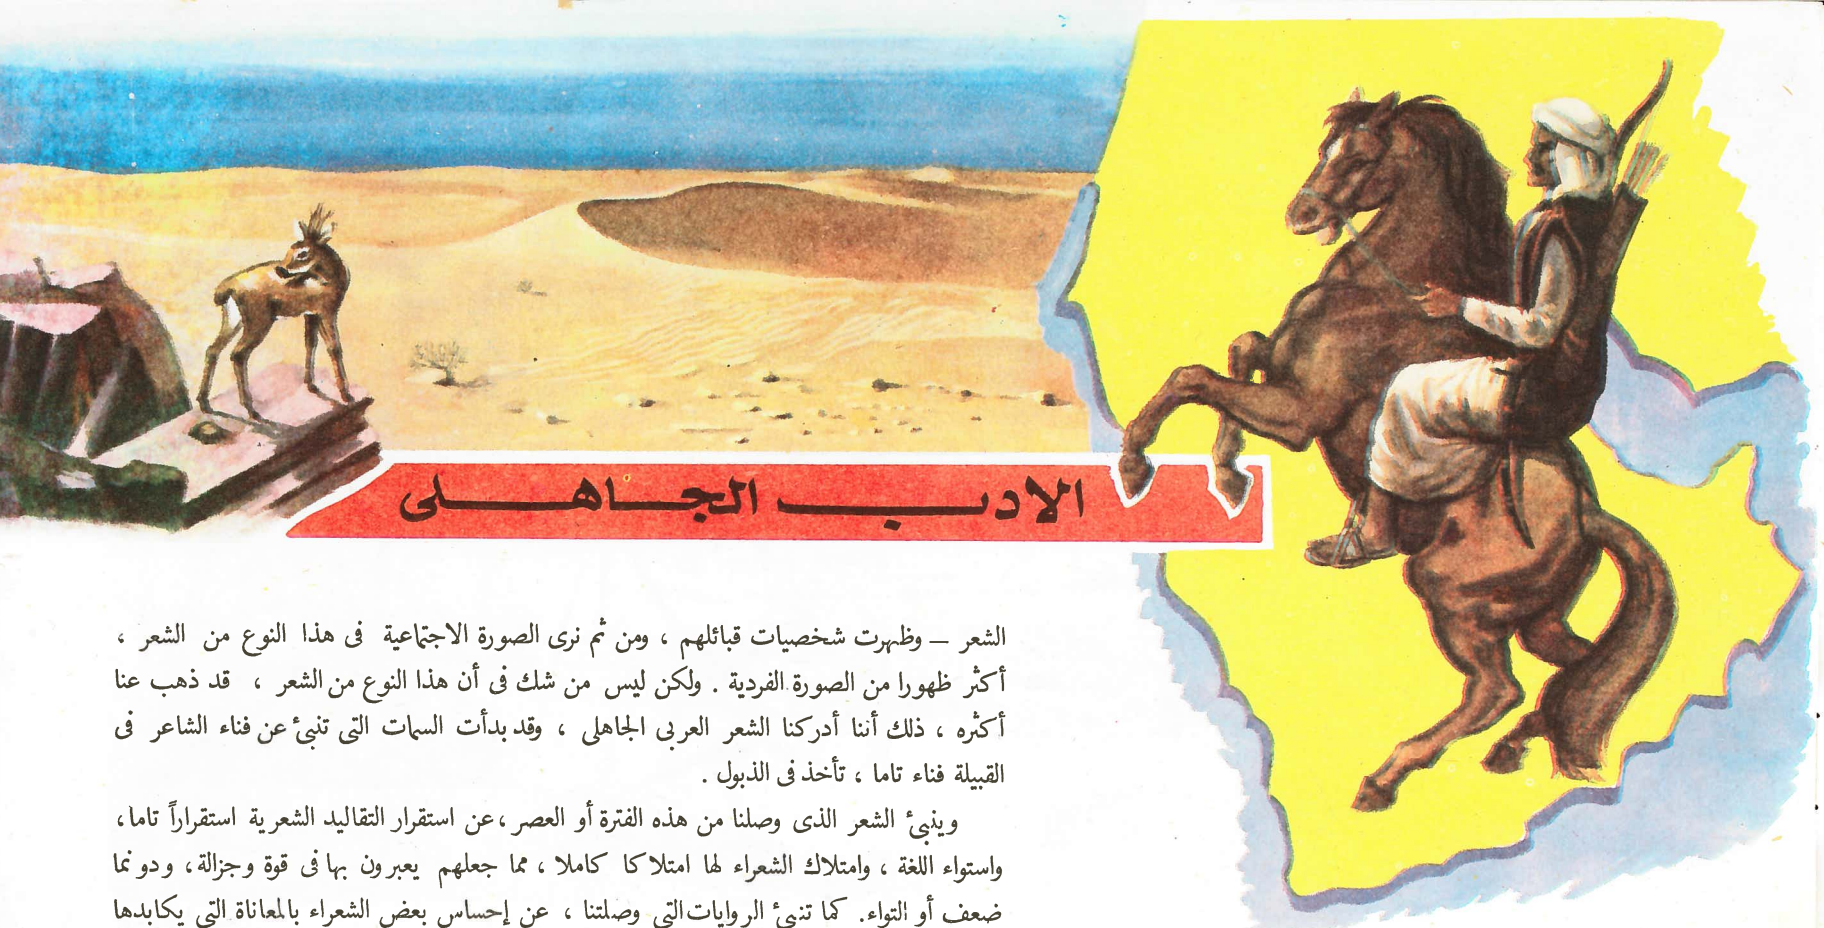 الادب الجاهلى
الشعر – وظهرت شخصيات قبائلهم ، ومن ثم نرى الصورة الاجتماعية فى هذا النوع من الشعر ،
أكثر ظهورا من الصورة الفردية . ولكن ليس من شك فى أن هذا النوع من الشعر ، قد ذهب عنا
أكثره ، ذلك أننا أدركنا الشعر العربى الجاهلى ، وقد بدأت السمات التى تنبئ عن فناء الشاعر فى
القبيلة فناء تاما ، تأخذ فى الذبول .
وينبئ الشعر الذى وصلنا من هذه الفترة أو العصر ، عن استقرار التقاليد الشعرية استقراراً تاما،
واستواء اللغة ، وامتلاك الشعراء لها امتلاكا كاملا ، مما جعلهم يعبرون بها فى قوة وجزالة، ودونما
ضعف أو التواء. كما تنبئ الروايات التى وصلتنا ، عن إحساس بعض الشعراء بالمعاناة التى يكابدها